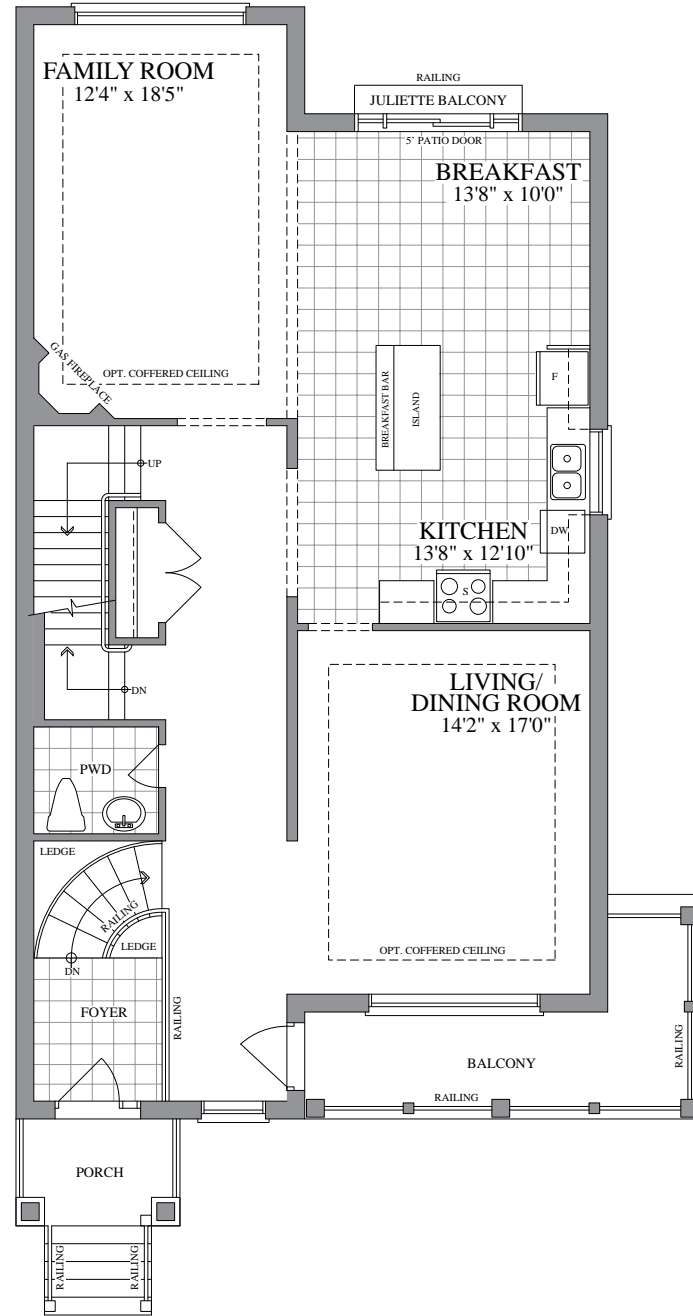 FAMILY ROOM
12'4" x 18'5"
RAILING
JULIETTE BALCONY
5' PATIO DOOR
BREAKFAST
13'8" x 10'0"
GAS FIREPLACE
OPT. COFFERED CEILING
BREAKFAST BAR
ISLAND
F
UP
KITCHEN
13'8" x 12'10"
DW
S
DN
LIVING/
DINING ROOM
14'2" x 17'0"
PWD
LEDGE
RAILING
LEDGE
DN
OPT. COFFERED CEILING
FOYER
RAILING
BALCONY
RAILING
RAILING
PORCH
RAILING
RAILING